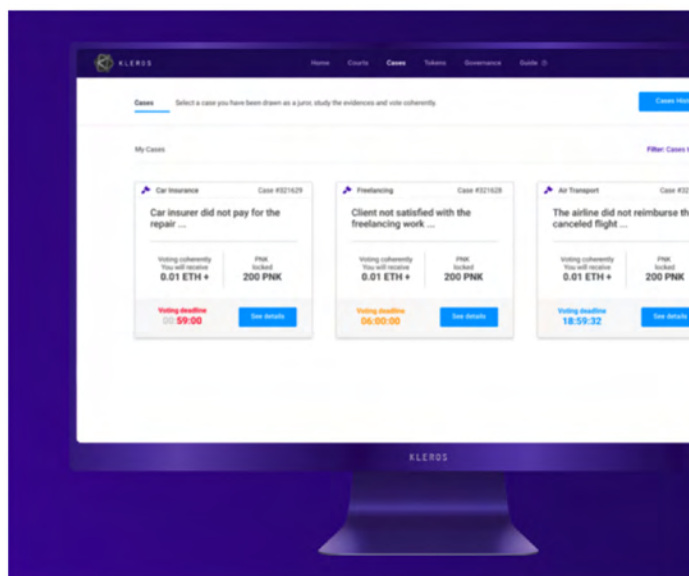 KLEROS
Home Courts Cases Tokens Governance Guide
Cases Select a case you have been drawn as a juror, study the evidences and vote coherently.
Cases
My Cases
Filter: Cases
Car Insurance Case #321629
Car insurer did not pay for the
repair ...
Voting coherently
You will receive
0.01 ETH +
PNK
locked
200 PNK
Voting deadline
00:59:00
See details
Freelancing Case #321628
Client not satisfied with the
freelancing work ...
Voting coherently
You will receive
0.01 ETH +
PNK
locked
200 PNK
Voting deadline
06:00:00
See details
Air Transport Case
The airline did not reimburse
canceled flight ...
Voting coherently
You will receive
0.01 ETH +
PNK
locked
200 PNK
Voting deadline
18:59:32
See details
KLEROS